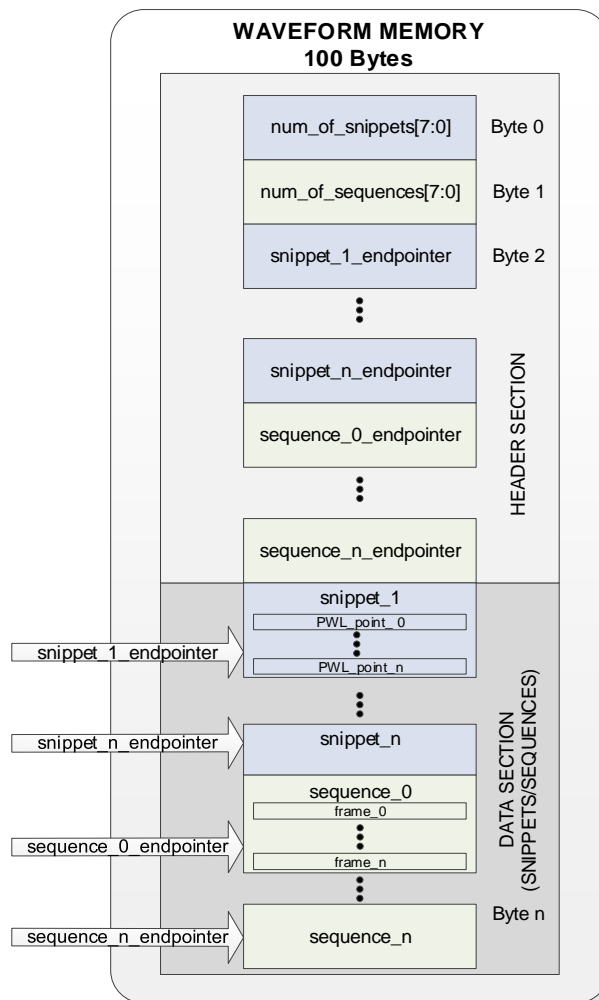 WAVEFORM MEMORY
100 Bytes
num_of_snippets[7:0]
Byte 0
num_of_sequences[7:0]
Byte 1
snippet_1_endpointer
Byte 2
snippet_n_endpointer
sequence_0_endpointer
sequence_n_endpointer
HEADER SECTION
snippet_1
PWL_point_ 0
snippet_1_endpointer
PWL_point_n
snippet_n_endpointer
snippet_n
sequence_0
frame_0
sequence_0_endpointer
frame_n
DATA SECTION
(SNIPPETS/SEQUENCES)
Byte n
sequence_n_endpointer
sequence_n